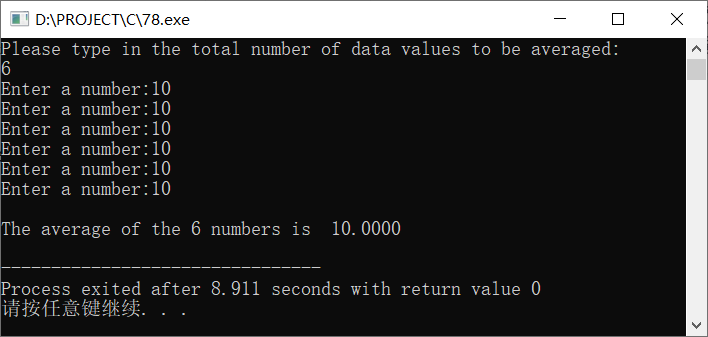 D:\PROJECT\C\78.exe
Please type in the total number of data values to be averaged:
6
Enter a number:10
Enter a number:10
Enter a number:10
Enter a number:10
Enter a number:10
Enter a number:10
The average of the 6 numbers is  10.0000
--------------------------------
Process exited after 8.911 seconds with return value 0
请按任意键继续. . .